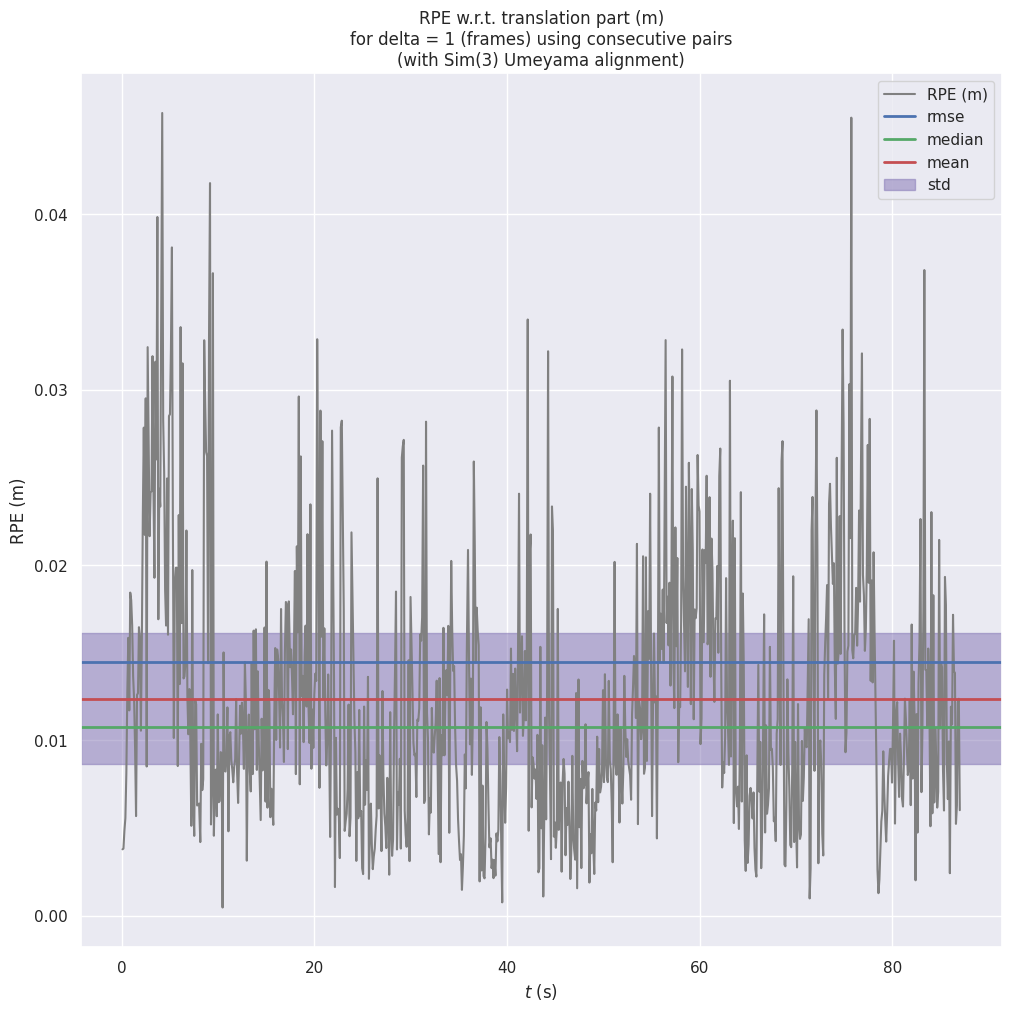 RPE w.r.t. translation part (m)
for delta = 1 (frames) using consecutive pairs
(with Sim(3) Umeyama alignment)
RPE (m)
rmse
median
mean
std
0.04
0.03
0.02
0.01
0.00
RPE (m)
0 20 40 60 80
t (s)